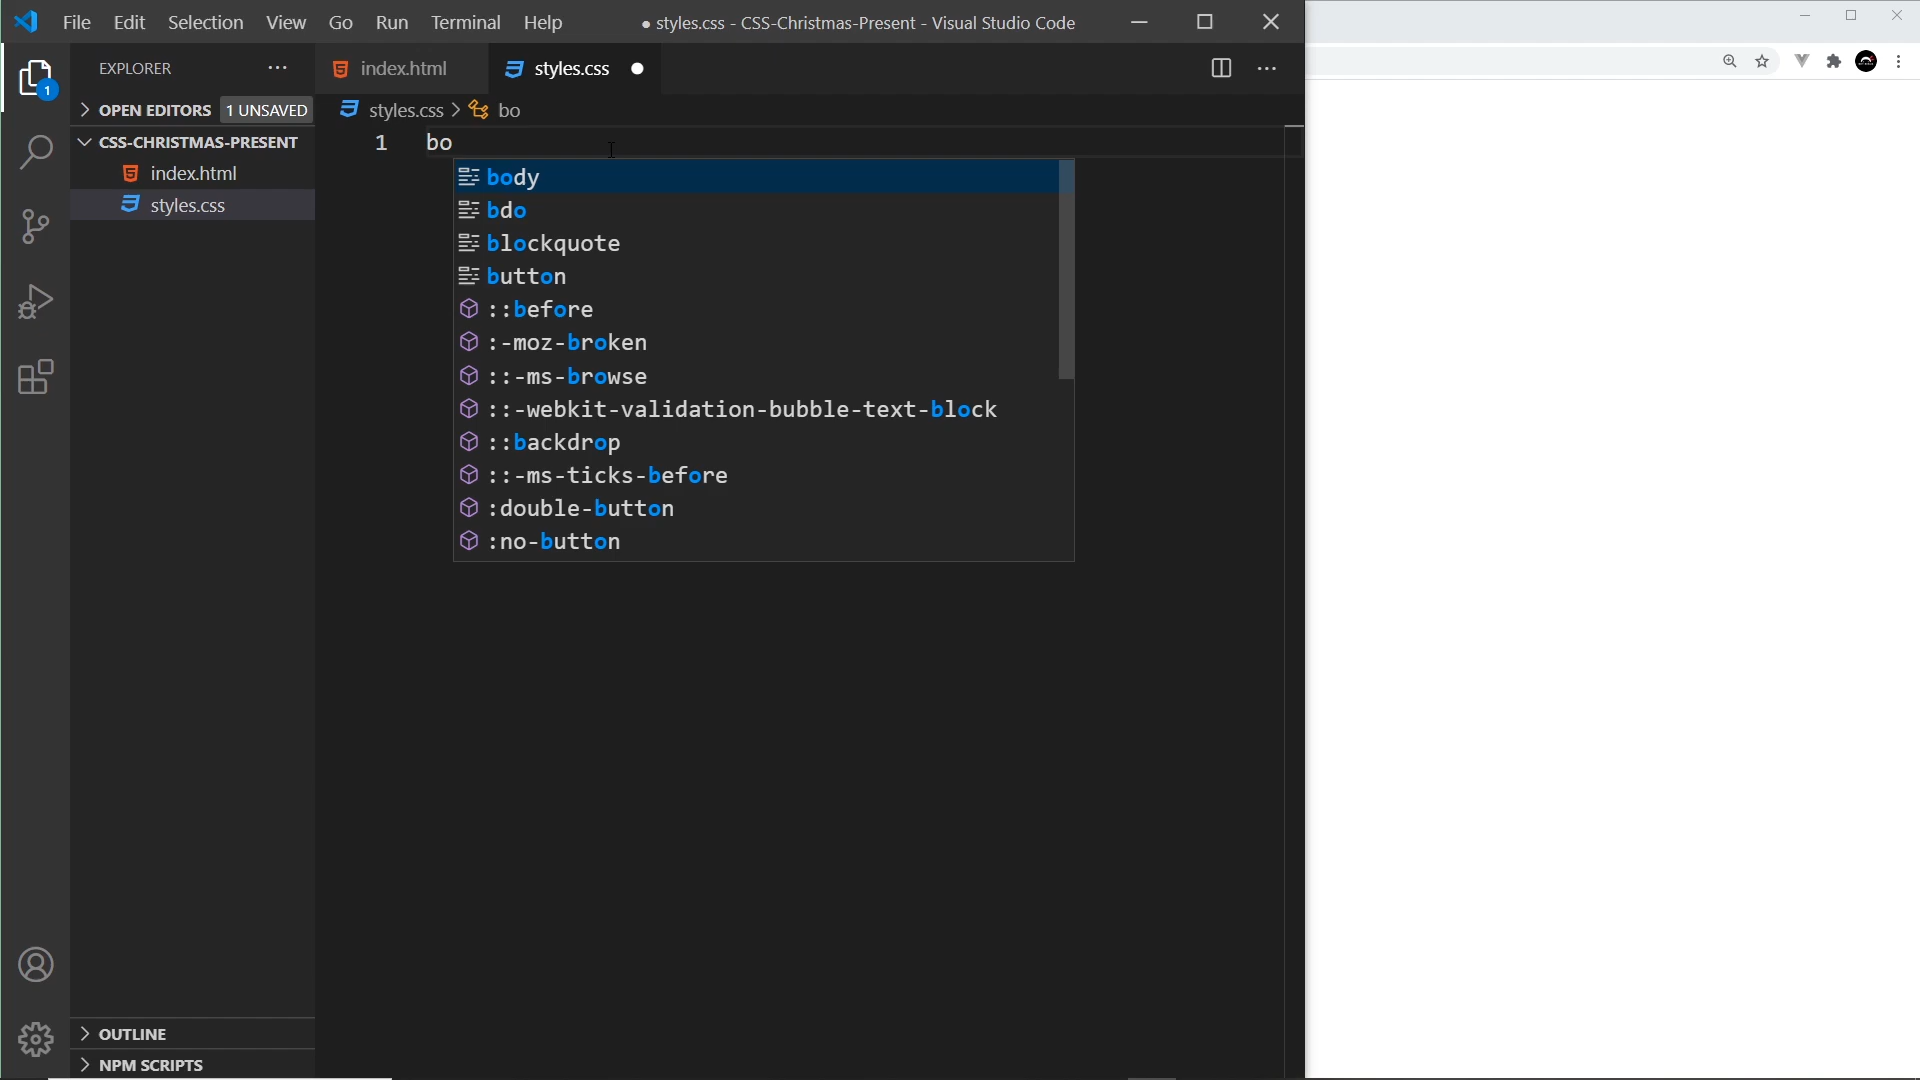 File Edit Selection View Go Run Terminal Help
● styles.css - CSS-Christmas-Present - Visual Studio Code
EXPLORER
index.html
styles.css
1
OPEN EDITORS 1 UNSAVED
styles.css > bo
CSS-CHRISTMAS-PRESENT
index.html
styles.css
1 bo
body
bdo
blockquote
button
::before
:-moz-broken
::-ms-browse
::-webkit-validation-bubble-text-block
::backdrop
::-ms-ticks-before
:double-button
:no-button
OUTLINE
NPM SCRIPTS